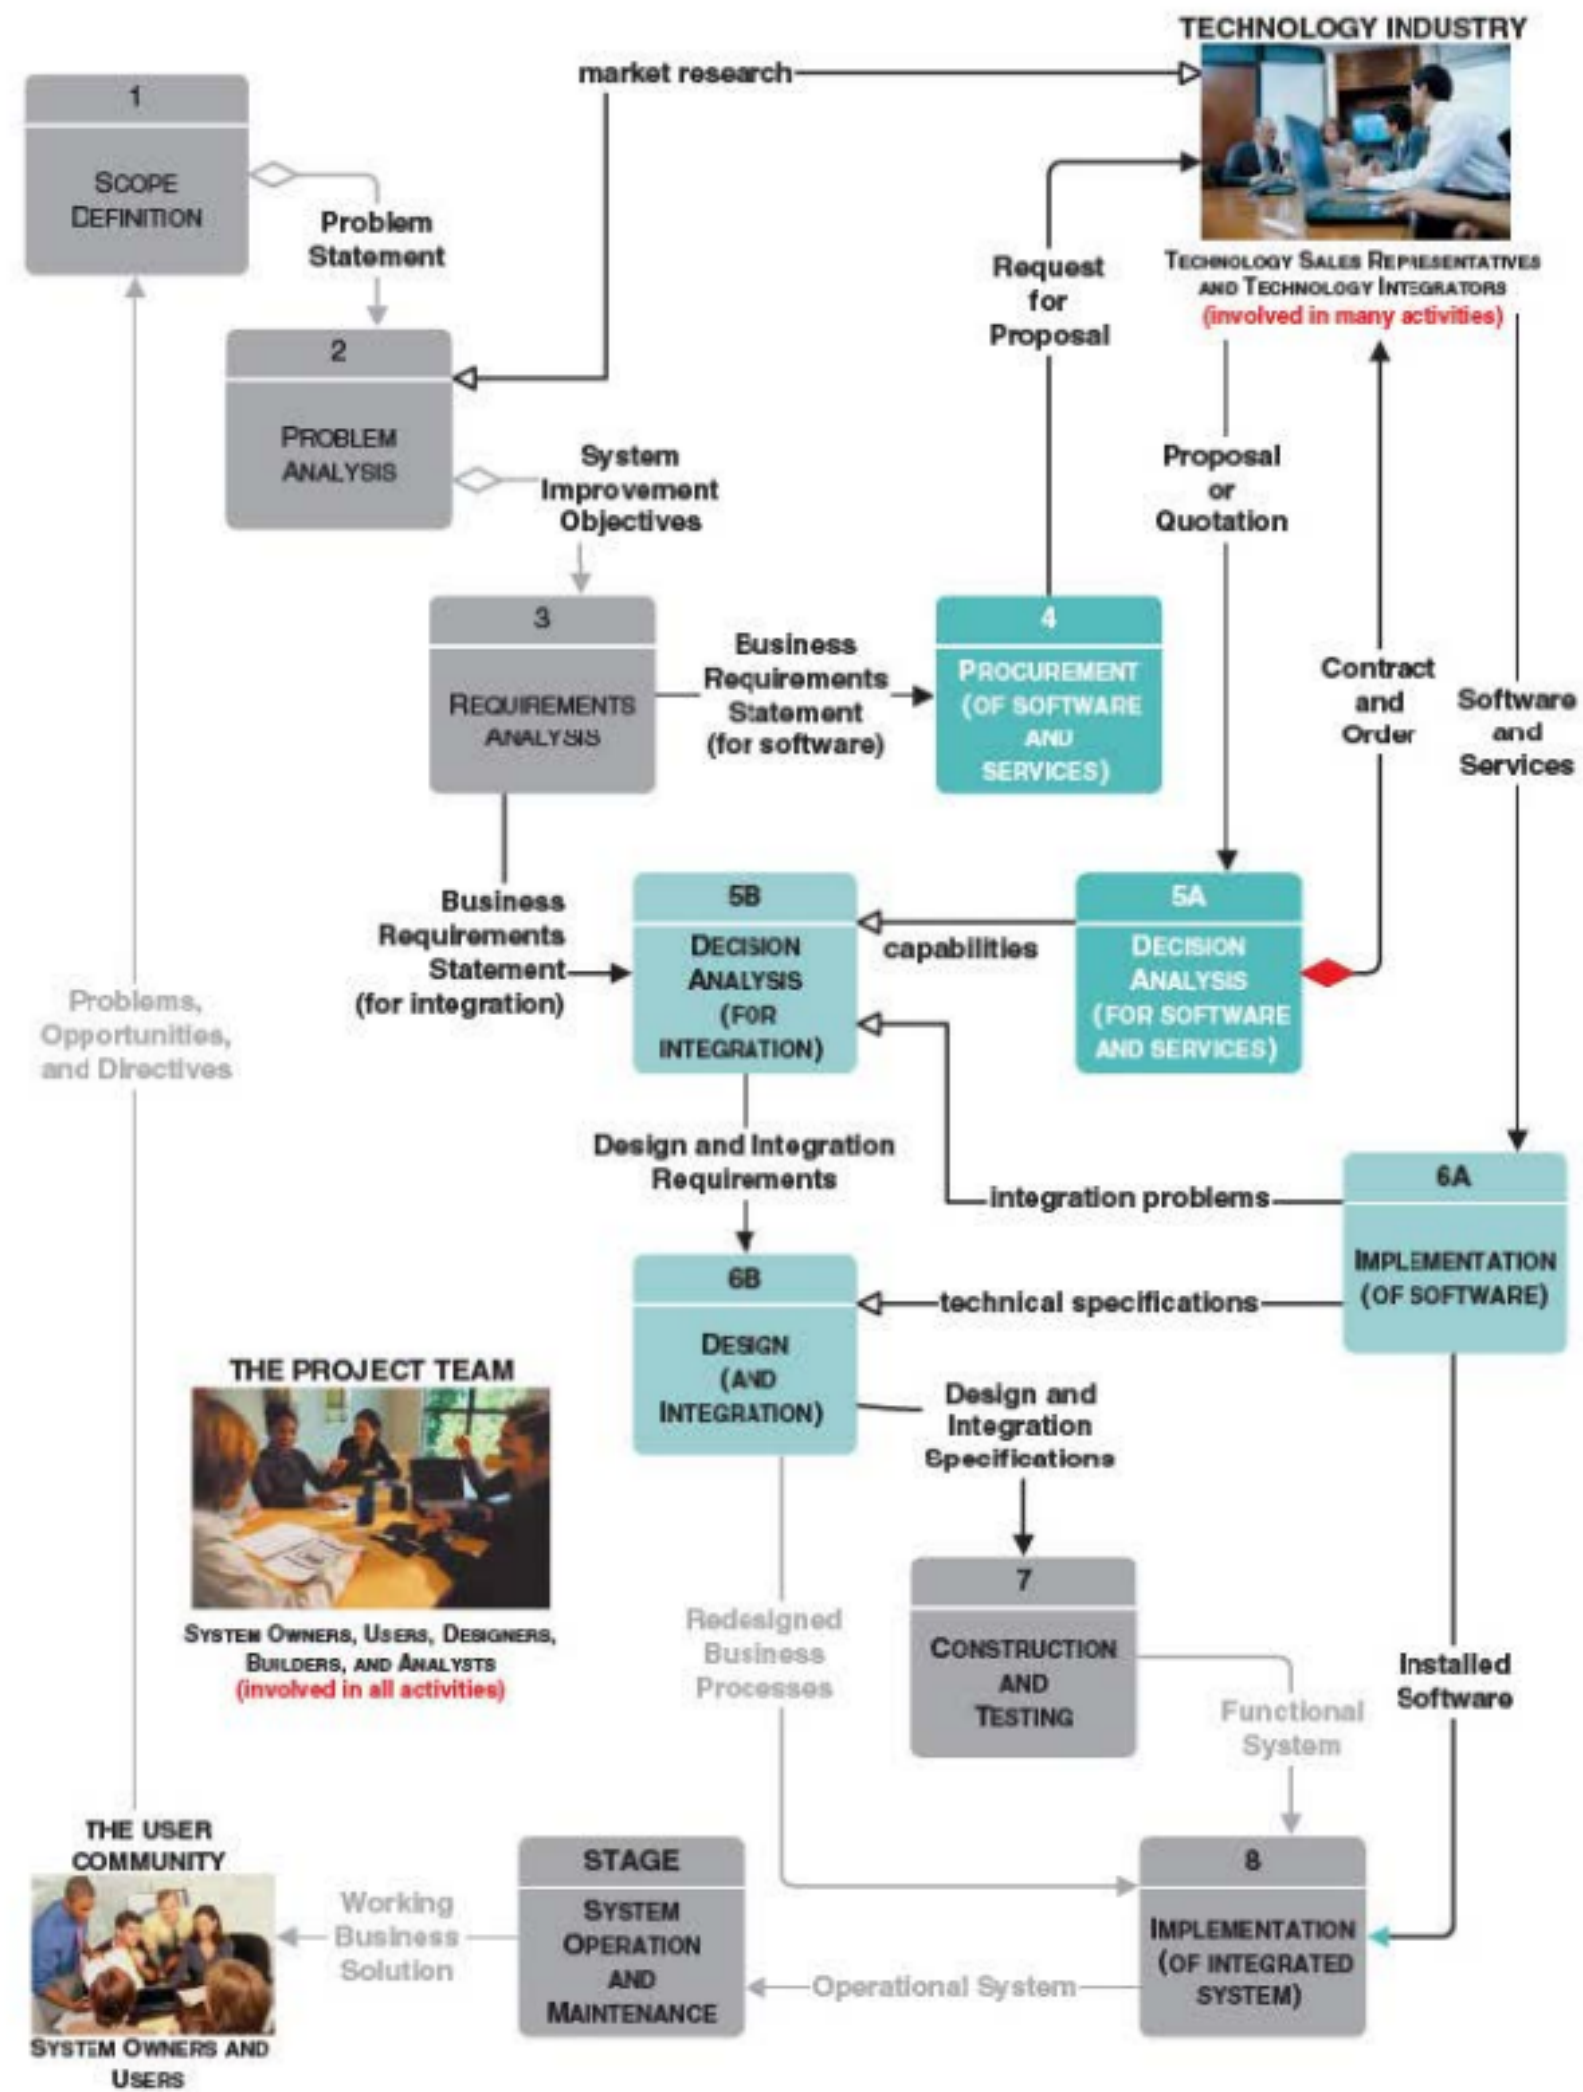 TECHNOLOGY INDUSTRY
market research
1
SCOPE
DEFINITION
Problem
Statement
TECHNOLOGY SALES REPRESENTATIVES
AND TECHNOLOGY INTEGRATORS
(involved in many activities)
Request
for
Proposal
2
PROBLEM
ANALYSIS
System
Improvement
Objectives
Proposal
or
Quotation
3
REQUIREMENTS
ANALYSIS
Business
Requirements
Statement
(for software)
4
PROCUREMENT
(OF SOFTWARE
AND
SERVICES)
Contract
and
Order
Software
and
Services
Business
Requirements
Statement
(for integration)
5B
DECISION
ANALYSIS
(FOR
INTEGRATION)
capabilities
5A
DECISION
ANALYSIS
(FOR SOFTWARE
AND SERVICES)
Problems,
Opportunities,
and Directives
Design and Integration
Requirements
integration problems
6A
IMPLEMENTATION
(OF SOFTWARE)
6B
DESIGN
(AND
INTEGRATION)
technical specifications
THE PROJECT TEAM
Design and
Integration
Specifications
SYSTEM OWNERS, USERS, DESIGNERS,
BUILDERS, AND ANALYSTS
(involved in all activities)
Redesigned
Business
Processes
7
CONSTRUCTION
AND
TESTING
Functional
System
Installed
Software
THE USER
COMMUNITY
SYSTEM OWNERS AND
USERS
Working
Business
Solution
STAGE
SYSTEM
OPERATION
AND
MAINTENANCE
Operational System
8
IMPLEMENTATION
(OF INTEGRATED
SYSTEM)